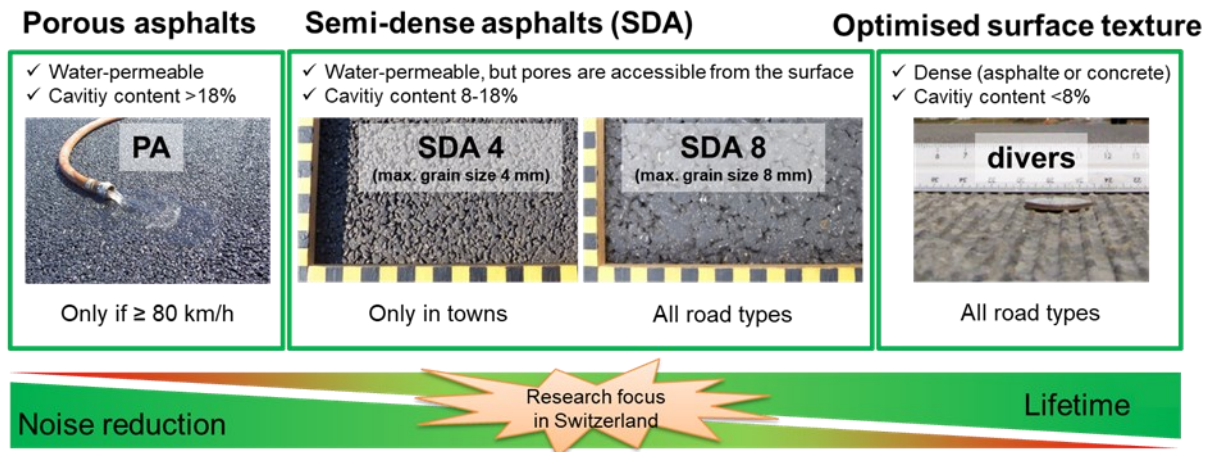 Porous asphalts
✓ Water-permeable
✓ Cavitiy content >18%
PA
Only if ≥ 80 km/h
Semi-dense asphalts (SDA)
✓ Water-permeable, but pores are accessible from the surface
✓ Cavitiy content 8-18%
SDA 4
(max. grain size 4 mm)
Only in towns
SDA 8
(max. grain size 8 mm)
All road types
Optimised surface texture
✓ Dense (asphalte or concrete)
✓ Cavitiy content <8%
divers
All road types
Noise reduction
Research focus
in Switzerland
Lifetime